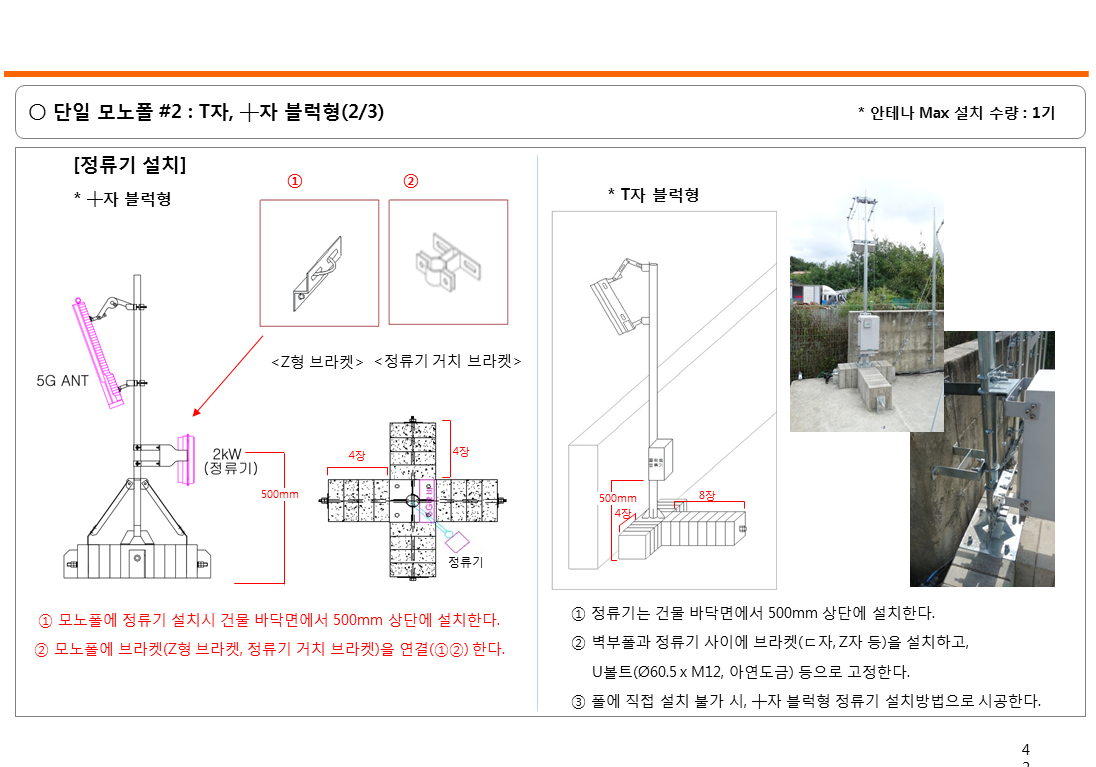 ○ 단일 모노폴 #2 : T자, ┼자 블럭형(2/3)
* 안테나 Max 설치 수량 : 1기
[정류기 설치]
* ┼자 블럭형
①
②
<Z형 브라켓>
<정류기 거치 브라켓>
5G ANT
2kW
(정류기)
500mm
4장
4장
정류기
① 모노폴에 정류기 설치시 건물 바닥면에서 500mm 상단에 설치한다.
② 모노폴에 브라켓(Z형 브라켓, 정류기 거치 브라켓)을 연결(①②) 한다.
* T자 블럭형
500mm
4장
8장
① 정류기는 건물 바닥면에서 500mm 상단에 설치한다.
② 벽부폴과 정류기 사이에 브라켓(ㄷ자, Z자 등)을 설치하고,
U볼트(Ø60.5 x M12, 아연도금) 등으로 고정한다.
③ 폴에 직접 설치 불가 시, ┼자 블럭형 정류기 설치방법으로 시공한다.
4